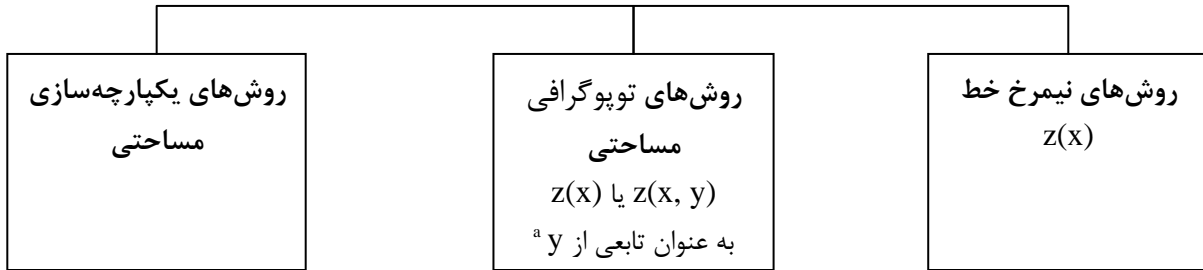 روش‌های نیمرخ خط
z(x)
روش‌های توپوگرافی
مساحتی
z(x, y) یا z(x)
به عنوان تابعی از y ᵃ
روش‌های یکپارچه‌سازی
مساحتی